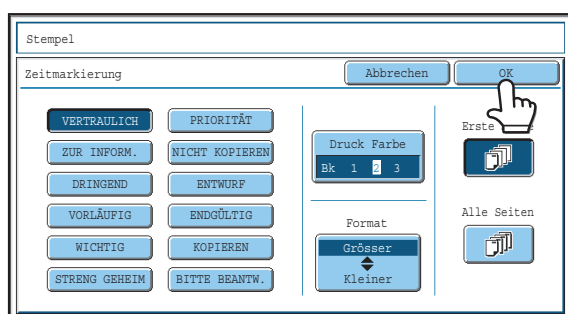 Stempel
Zeitmarkierung
Abbrechen
OK
VERTRAULICH
PRIORITÄT
ZUR INFORM.
NICHT KOPIEREN
DRINGEND
ENTWURF
VORLÄUFIG
ENDGÜLTIG
WICHTIG
KOPIEREN
STRENG GEHEIM
BITTE BEANTW.
Druck Farbe
Bk 1 2 3
Format
Grösser
Kleiner
Erste
Alle Seiten